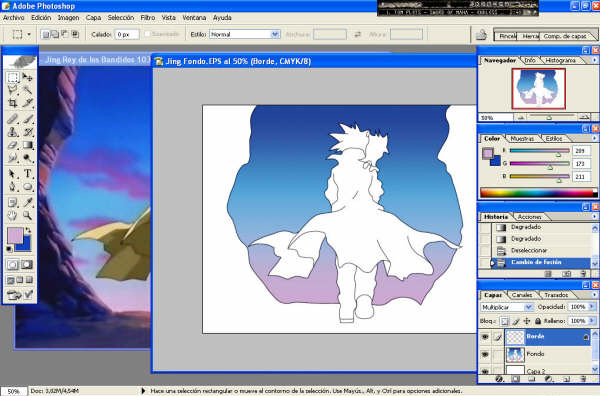 Adobe Photoshop
Archivo Edición Imagen Capa Selección Filtro Vista Ventana Ayuda
Calado: 0 px Suavizado Estilo: Normal Anchura: Altura: Comp. de capas
Jing Rey de los Bandidos
Jing Fondo.EPS al 50% (Borde, CMYK/8)
Navegador Info Histograma
50%
Color Muestras Estilos
R 209
G 173
B 211
Historia Acciones
Degradado
Degradado
Deseleccionar
Cambio de fusión
Capas Canales Trazados
Multiplicar Opacidad: 100%
Bloq.: Relleno: 100%
Borde
Fondo
Capa 2
50% Doc: 3,82M/4,54M Hace una selección rectangular o mueve el contorno de la selección. Use Mayús., Alt, y Ctrl para opciones adicionales.